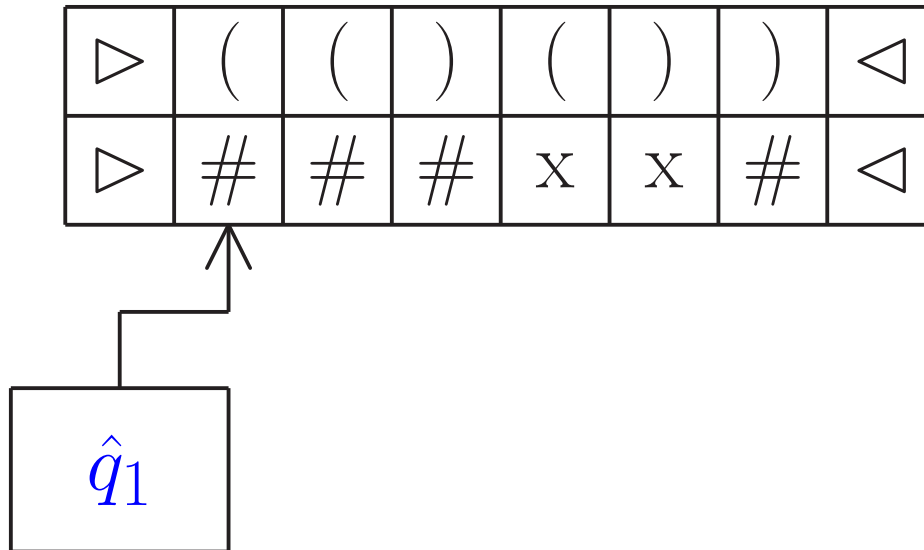 ▷ ( ( ) ( ) ) ◁
▷ # # # x x # ◁
q̂₁